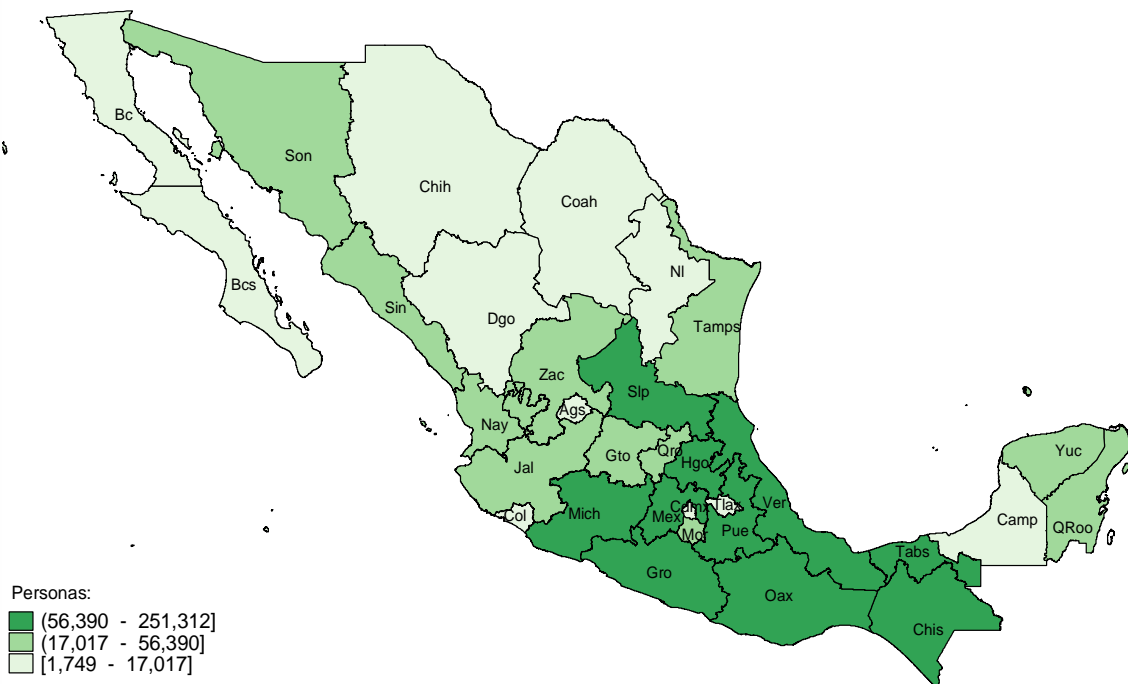 Bc
Son
Chih
Coah
Bcs
Nl
Sin
Dgo
Tamps
Zac
Slp
Ags
Nay
Yuc
Qro
Gto
Hgo
Jal
Ver
Tlax
Cdmx
Col
Mich
Mex
Camp
QRoo
Pue
Mo
Tabs
Gro
Oax
Chis
Personas:
(56,390 - 251,312]
(17,017 - 56,390]
[1,749 - 17,017]